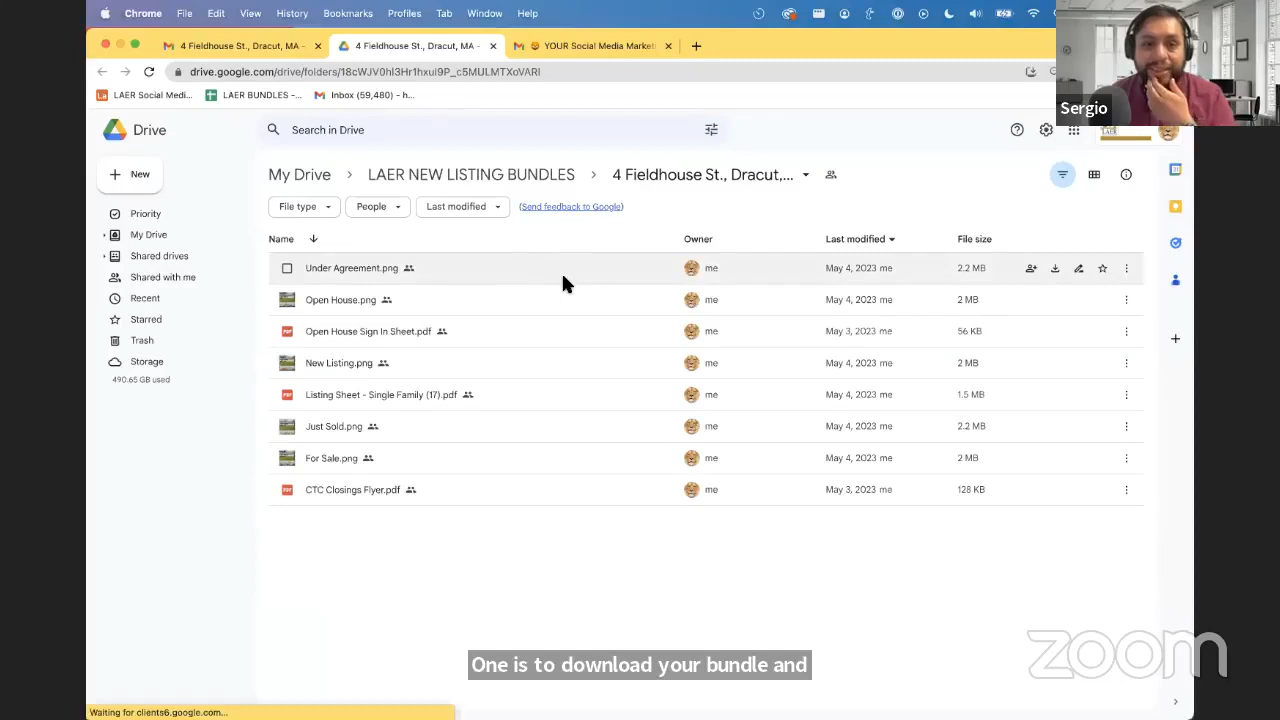 Chrome File Edit View History Bookmarks Profiles Tab Window Help
4 Fieldhouse St., Dracut, MA - × 4 Fieldhouse St., Dracut, MA - × YOUR Social Media Market × +
drive.google.com/drive/folders/18cWJV0hI3Hr1hxui9P_c5MULMTXoVARl
LAER Social Medi... LAER BUNDLES -... Inbox (59,480) - h...
Sergio
Drive
Search in Drive
LAER
New
My Drive > LAER NEW LISTING BUNDLES > 4 Fieldhouse St., Dracut,...
File type People Last modified (Send feedback to Google)
Priority
My Drive
Shared drives
Shared with me
Recent
Starred
Trash
Storage
490.65 GB used
Name Owner Last modified File size
Under Agreement.png me May 4, 2023 me 2.2 MB
Open House.png me May 4, 2023 me 2 MB
Open House Sign In Sheet.pdf me May 3, 2023 me 56 KB
New Listing.png me May 4, 2023 me 2 MB
Listing Sheet - Single Family (17).pdf me May 4, 2023 me 1.5 MB
Just Sold.png me May 4, 2023 me 2.2 MB
For Sale.png me May 4, 2023 me 2 MB
CTC Closings Flyer.pdf me May 3, 2023 me 128 KB
One is to download your bundle and
zoom
Waiting for clients6.google.com...